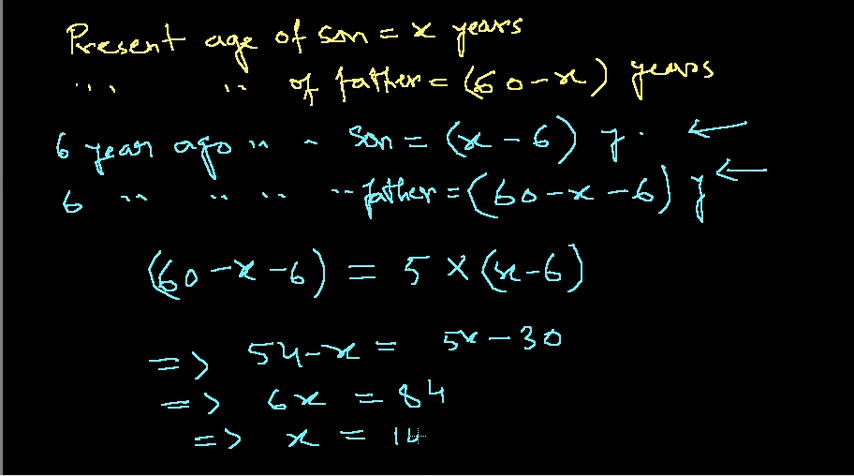 Present age of son = x years
,, ,, of father = (60 - x) years
6 year ago ,, ,, son = (x - 6) y. ←
6 ,, ,, ,, ,, father = (60 - x - 6) y ←
(60 - x - 6) = 5 × (x - 6)
=> 54 - x = 5x - 30
=> 6x = 84
=> x = 14